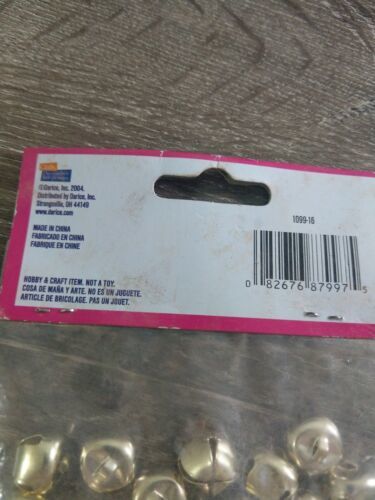 © Darice, Inc. 2004.
Distributed by Darice, Inc.
Strongsville, OH 44149
www.darice.com
MADE IN CHINA
FABRICADO EN CHINA
FABRIQUE EN CHINE
HOBBY & CRAFT ITEM. NOT A TOY.
COSA DE MAÑA Y ARTE. NO ES UN JUGUETE.
ARTICLE DE BRICOLAGE. PAS UN JOUET.
1099-16
0 82676 87997 5